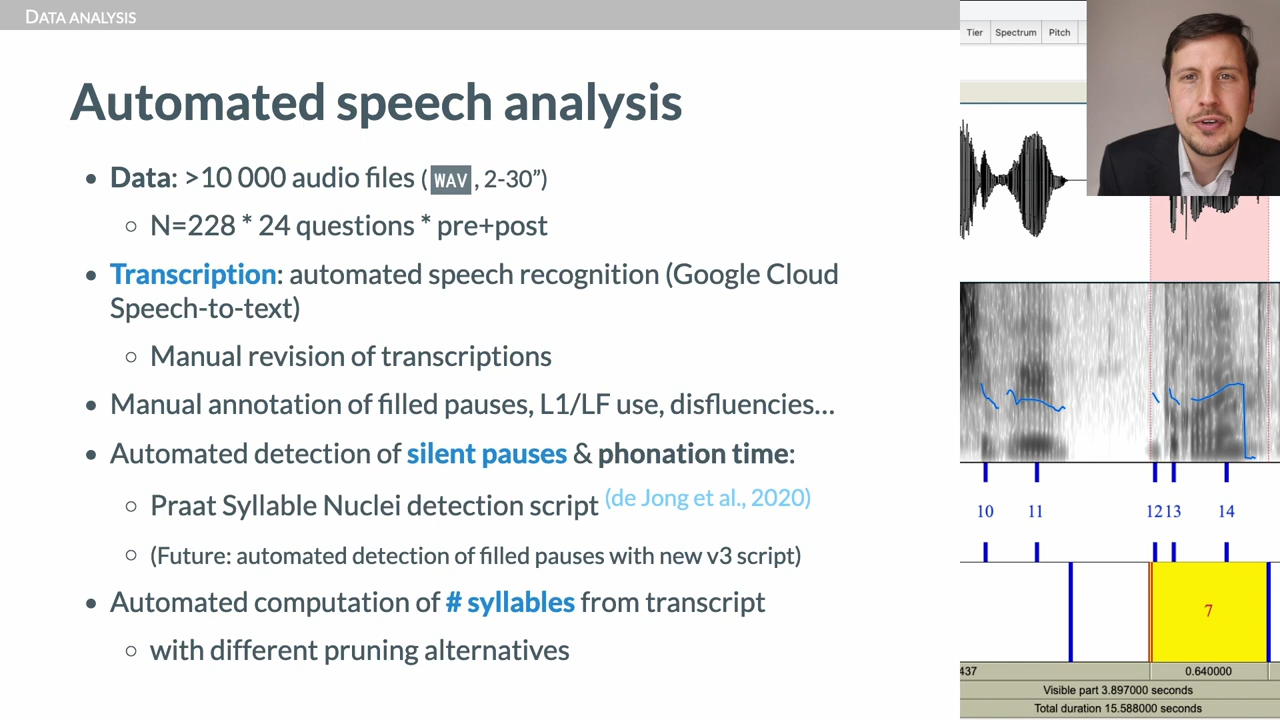 DATA ANALYSIS
Automated speech analysis
• Data: >10 000 audio files (WAV, 2-30”)
○ N=228 * 24 questions * pre+post
• Transcription: automated speech recognition (Google Cloud
Speech-to-text)
○ Manual revision of transcriptions
• Manual annotation of filled pauses, L1/LF use, disfluencies…
• Automated detection of silent pauses & phonation time:
○ Praat Syllable Nuclei detection script (de Jong et al., 2020)
○ (Future: automated detection of filled pauses with new v3 script)
• Automated computation of # syllables from transcript
○ with different pruning alternatives
Tier Spectrum Pitch
10 11 12 13 14
7
437 0.640000
Visible part 3.897000 seconds
Total duration 15.588000 seconds